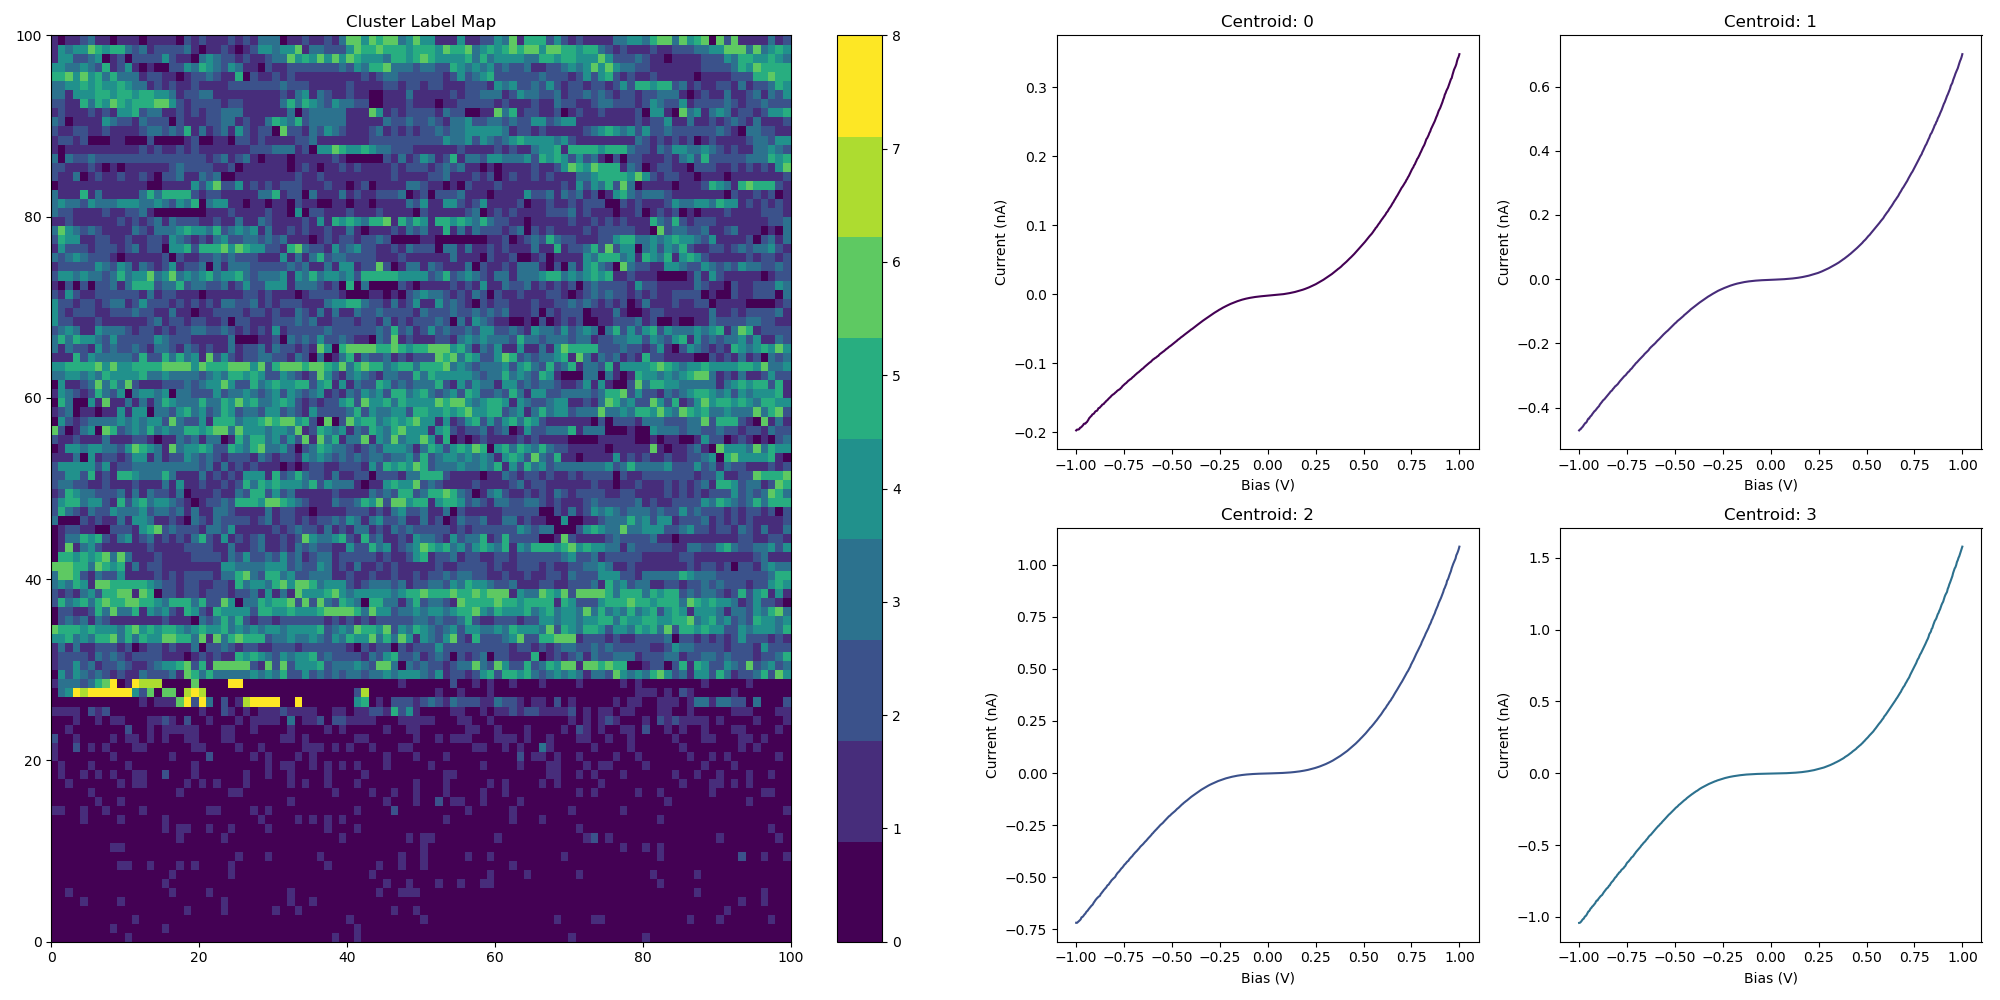 Cluster Label Map
100
80
60
40
20
0
0 20 40 60 80 100
8
7
6
5
4
3
2
1
0
Centroid: 0
Current (nA)
0.3
0.2
0.1
0.0
−0.1
−0.2
−1.00 −0.75 −0.50 −0.25 0.00 0.25 0.50 0.75 1.00
Bias (V)
Centroid: 1
Current (nA)
0.6
0.4
0.2
0.0
−0.2
−0.4
−1.00 −0.75 −0.50 −0.25 0.00 0.25 0.50 0.75 1.00
Bias (V)
Centroid: 2
Current (nA)
1.00
0.75
0.50
0.25
0.00
−0.25
−0.50
−0.75
−1.00 −0.75 −0.50 −0.25 0.00 0.25 0.50 0.75 1.00
Bias (V)
Centroid: 3
Current (nA)
1.5
1.0
0.5
0.0
−0.5
−1.0
−1.00 −0.75 −0.50 −0.25 0.00 0.25 0.50 0.75 1.00
Bias (V)